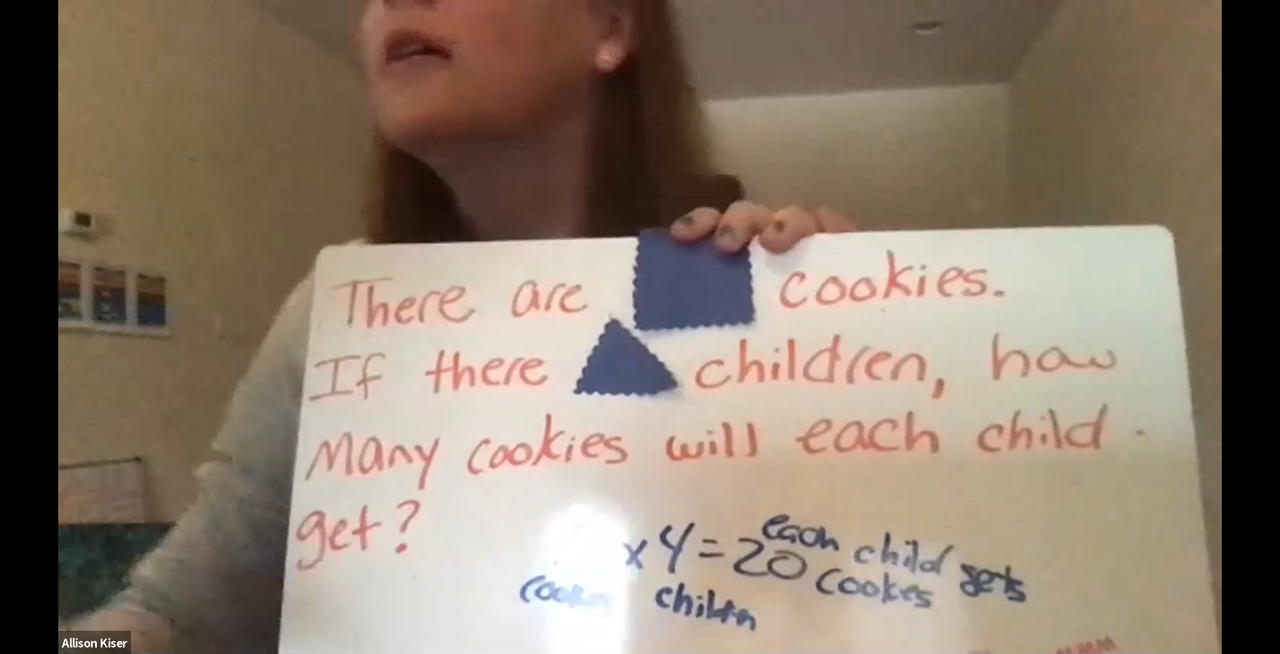 There are cookies.
If there children, how
many cookies will each child
get?
each child gets
x 4 = 20 cookes
children
Allison Kiser